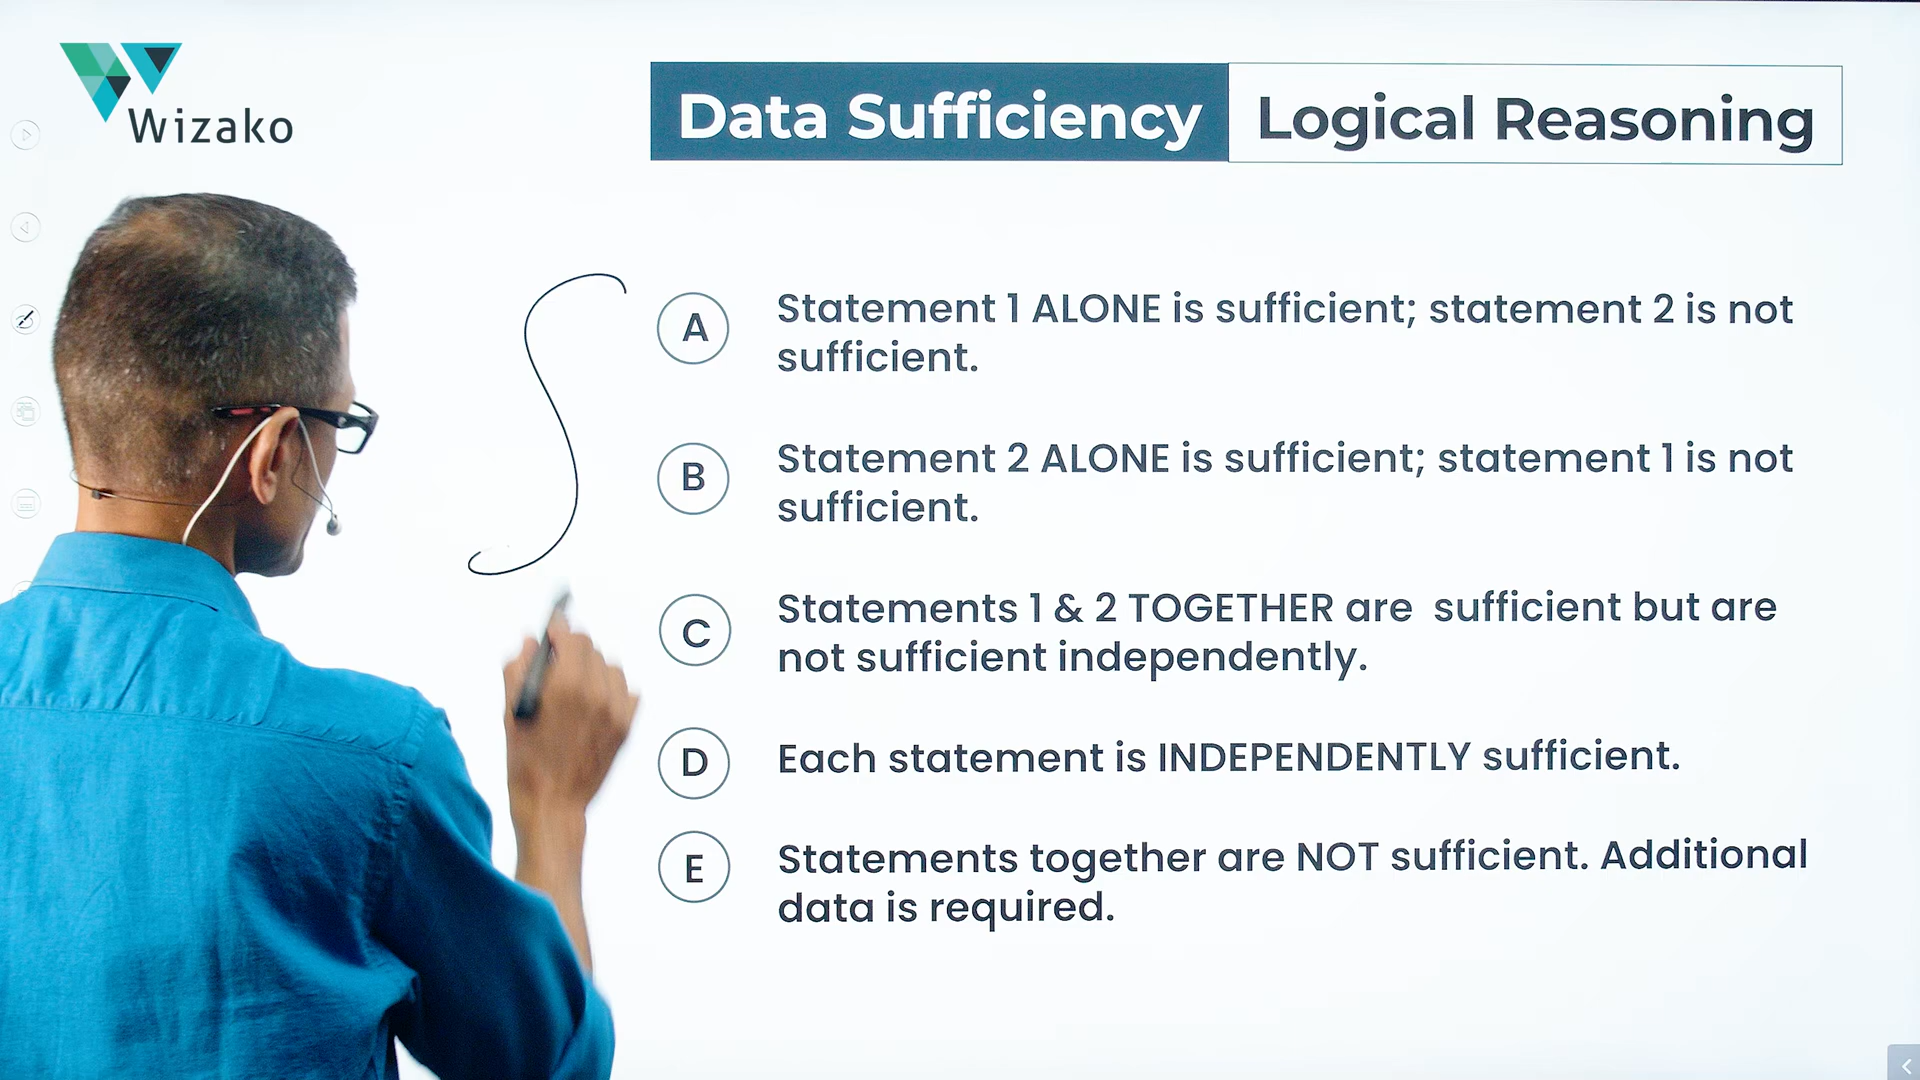 Wizako
Data Sufficiency Logical Reasoning
A Statement 1 ALONE is sufficient; statement 2 is not
sufficient.
B Statement 2 ALONE is sufficient; statement 1 is not
sufficient.
C Statements 1 & 2 TOGETHER are sufficient but are
not sufficient independently.
D Each statement is INDEPENDENTLY sufficient.
E Statements together are NOT sufficient. Additional
data is required.